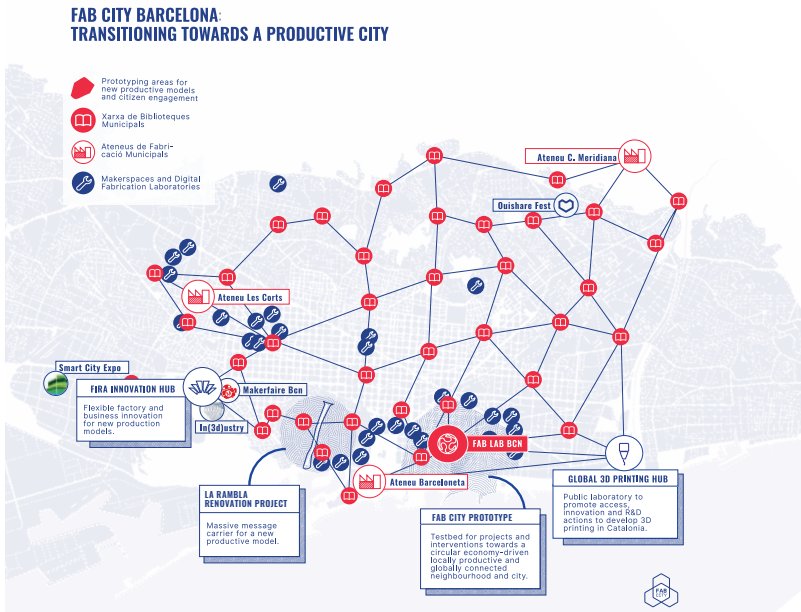 FAB CITY BARCELONA:
TRANSITIONING TOWARDS A PRODUCTIVE CITY
Prototyping areas for
new productive models
and citizen engagement
Xarxa de Biblioteques
Municipals
Ateneus de Fabri-
cació Municipals
Makerspaces and Digital
Fabrication Laboratories
Ateneu C. Meridiana
Ouishare Fest
Ateneu Les Corts
Smart City Expo
FIRA INNOVATION HUB
Flexible factory and
business innovation
for new production
models.
Makerfaire Bcn
In(3d)ustry
FAB LAB BCN
Ateneu Barceloneta
LA RAMBLA
RENOVATION PROJECT
Massive message
carrier for a new
productive model.
FAB CITY PROTOTYPE
Testbed for projects and
interventions towards a
circular economy-driven
locally productive and
globally connected
neighbourhood and city.
GLOBAL 3D PRINTING HUB
Public laboratory to
promote access,
innovation and R&D
actions to develop 3D
printing in Catalonia.
FAB
CITY